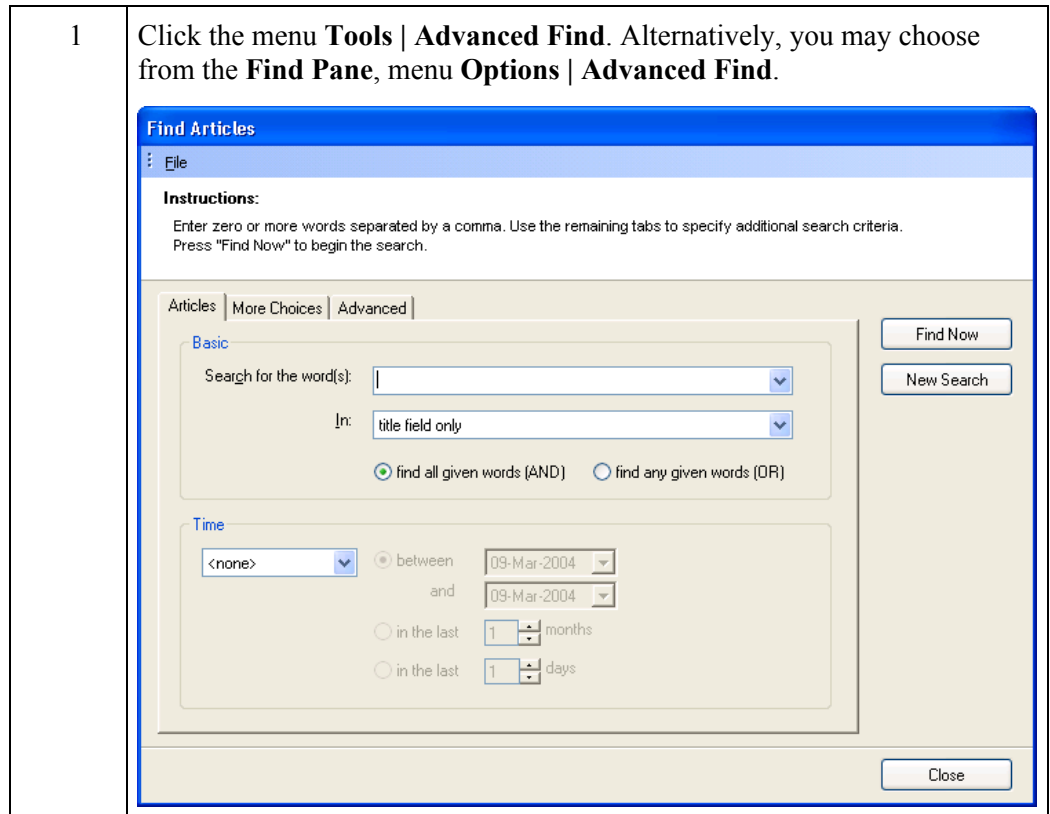 1
Click the menu Tools | Advanced Find. Alternatively, you may choose
from the Find Pane, menu Options | Advanced Find.
Find Articles
File
Instructions:
Enter zero or more words separated by a comma. Use the remaining tabs to specify additional search criteria.
Press "Find Now" to begin the search.
Articles More Choices Advanced
Find Now
Basic
Search for the word(s):
New Search
In: title field only
find all given words (AND) find any given words (OR)
Time
<none> between 09-Mar-2004
and 09-Mar-2004
in the last 1 months
in the last 1 days
Close